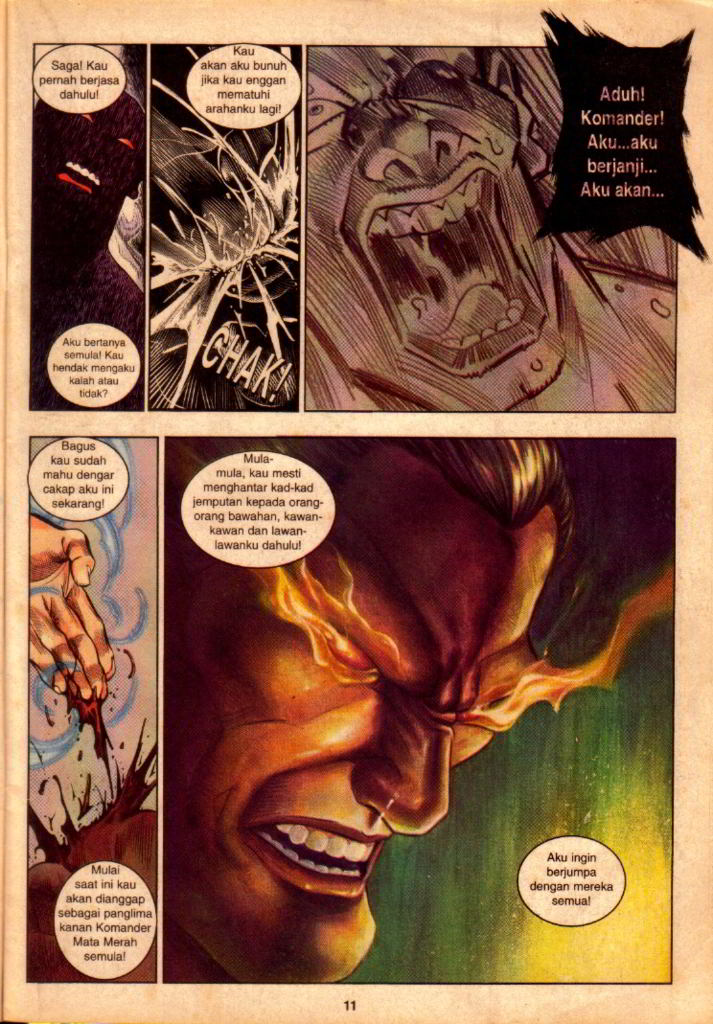 Saga! Kau
pernah berjasa
dahulu!
Aku bertanya
semula! Kau
hendak mengaku
kalah atau
tidak?
Kau
akan aku bunuh
jika kau enggan
mematuhi
arahanku lagi!
CHAK!
Aduh!
Komander!
Aku...aku
berjanji...
Aku akan...
Bagus
kau sudah
mahu dengar
cakap aku ini
sekarang!
Mulai
saat ini kau
akan dianggap
sebagai panglima
kanan Komander
Mata Merah
semula!
Mula-
mula, kau mesti
menghantar kad-kad
jemputan kepada orang-
orang bawahan, kawan-
kawan dan lawan-
lawanku dahulu!
Aku ingin
berjumpa
dengan mereka
semua!
11